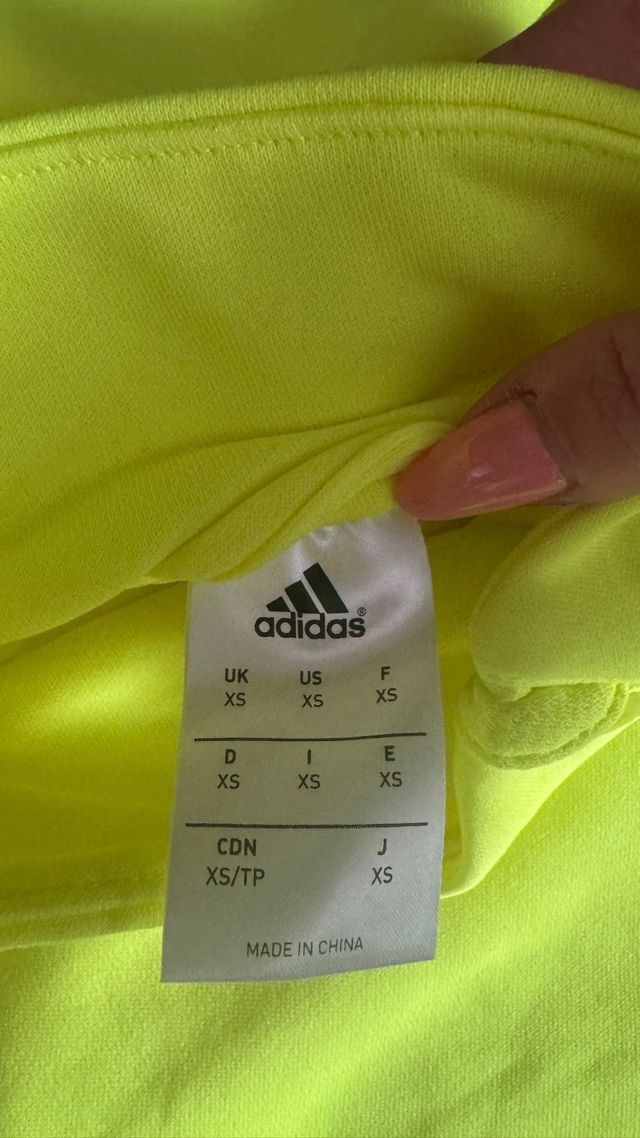 adidas®
UK US F
XS XS XS
D I E
XS XS XS
CDN J
XS/TP XS
MADE IN CHINA